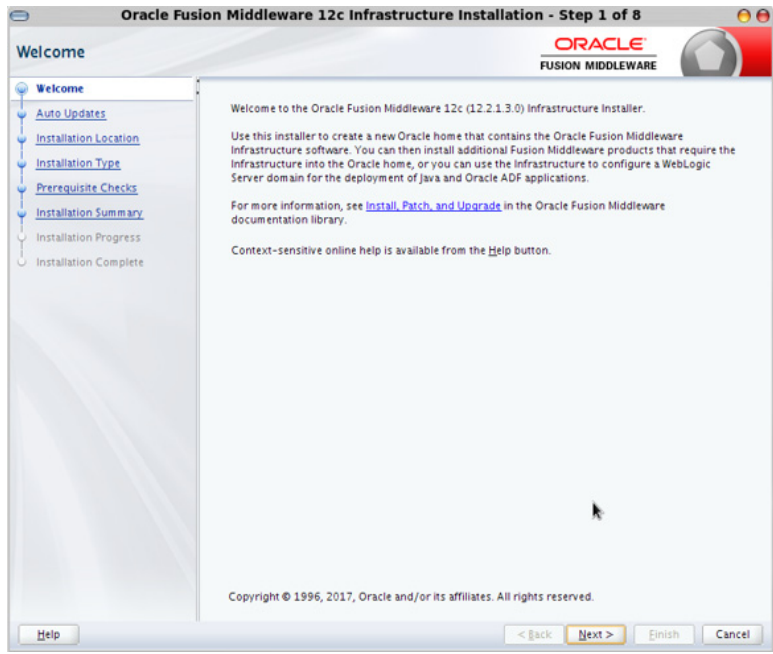 Oracle Fusion Middleware 12c Infrastructure Installation - Step 1 of 8
Welcome
ORACLE
FUSION MIDDLEWARE
Welcome
Auto Updates
Installation Location
Installation Type
Prerequisite Checks
Installation Summary
Installation Progress
Installation Complete
Welcome to the Oracle Fusion Middleware 12c (12.2.1.3.0) Infrastructure Installer.
Use this installer to create a new Oracle home that contains the Oracle Fusion Middleware
Infrastructure software. You can then install additional Fusion Middleware products that require the
Infrastructure into the Oracle home, or you can use the Infrastructure to configure a WebLogic
Server domain for the deployment of Java and Oracle ADF applications.
For more information, see Install, Patch, and Upgrade in the Oracle Fusion Middleware
documentation library.
Context-sensitive online help is available from the Help button.
Copyright © 1996, 2017, Oracle and/or its affiliates. All rights reserved.
Help < Back Next > Finish Cancel